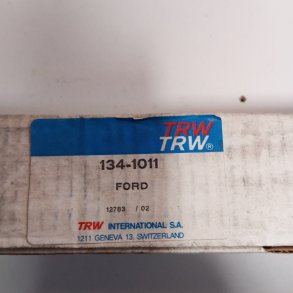 TRW
TRW®
134-1011
FORD
12783 / 02
TRW INTERNATIONAL S.A.
1211 GENEVA 13, SWITZERLAND